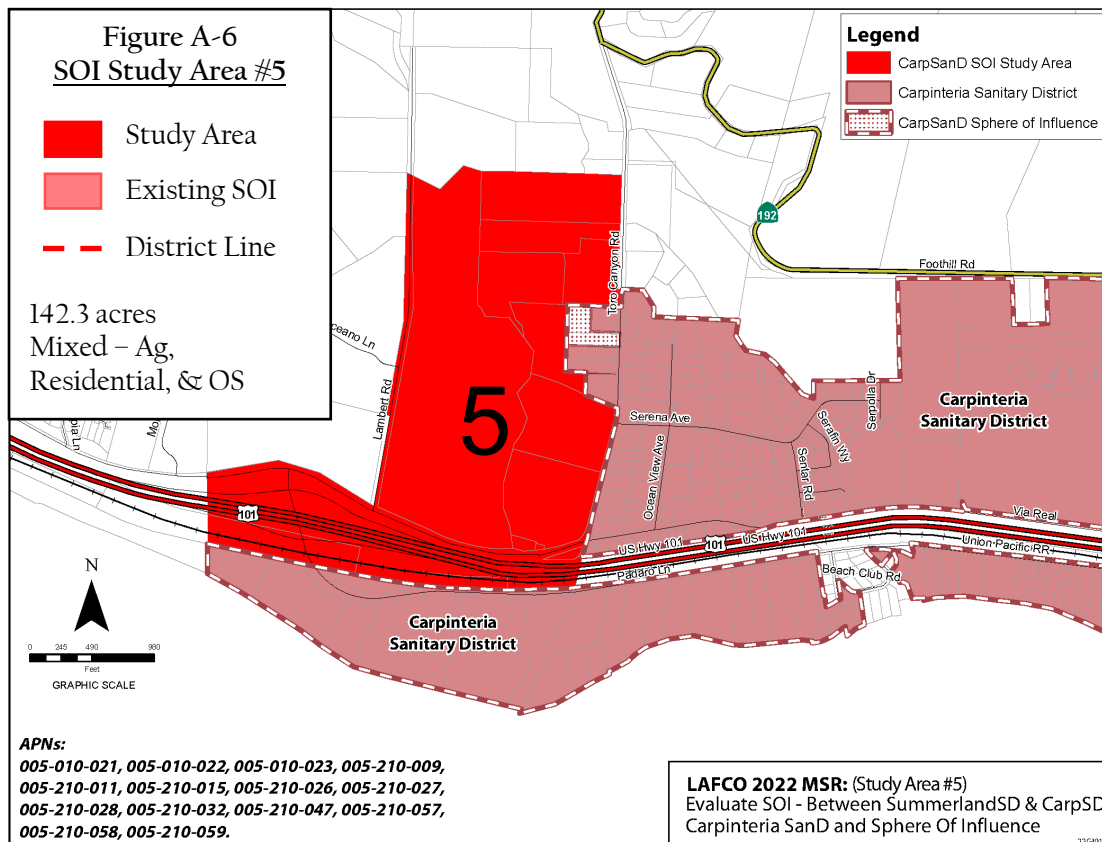 Figure A-6
SOI Study Area #5
Study Area
Existing SOI
District Line
142.3 acres
Mixed – Ag,
Residential, & OS
Legend
CarpSanD SOI Study Area
Carpinteria Sanitary District
CarpSanD Sphere of Influence
192
Foothill Rd
Toro Canyon Rd
ceano Ln
Lambert Rd
5
Serena Ave
Ocean View Ave
Serpolla Dr
Serafin Wy
Sentar Rd
Carpinteria
Sanitary District
Via Real
101
US Hwy 101
101
US Hwy 101
Union Pacific RR
Padaro Ln
Beach Club Rd
Carpinteria
Sanitary District
N
0 245 490 980
Feet
GRAPHIC SCALE
APNs:
005-010-021, 005-010-022, 005-010-023, 005-210-009,
005-210-011, 005-210-015, 005-210-026, 005-210-027,
005-210-028, 005-210-032, 005-210-047, 005-210-057,
005-210-058, 005-210-059.
LAFCO 2022 MSR: (Study Area #5)
Evaluate SOI - Between SummerlandSD & CarpSD
Carpinteria SanD and Sphere Of Influence